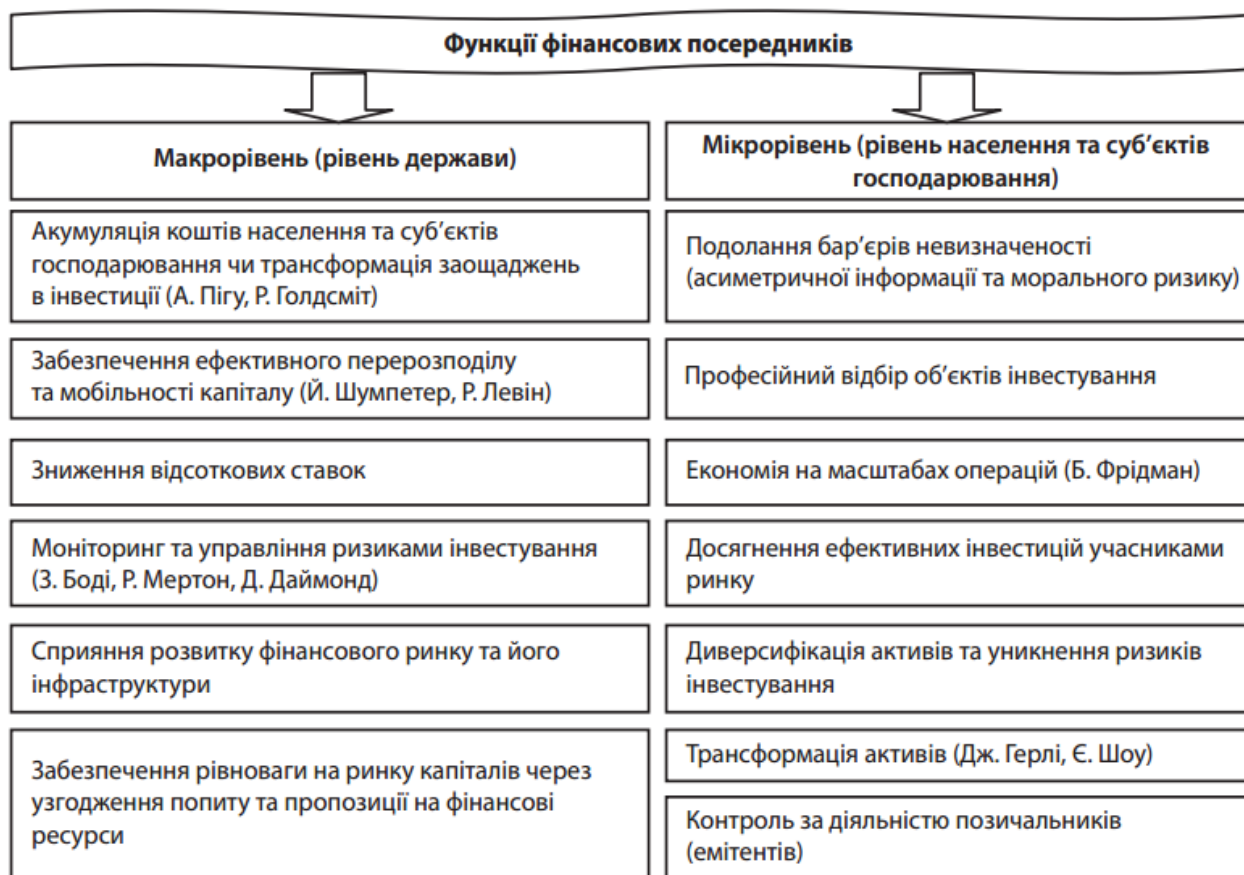 Функції фінансових посередників
Макрорівень (рівень держави)
Акумуляція коштів населення та суб’єктів
господарювання чи трансформація заощаджень
в інвестиції (А. Пігу, Р. Голдсміт)
Забезпечення ефективного перерозподілу
та мобільності капіталу (Й. Шумпетер, Р. Левін)
Зниження відсоткових ставок
Моніторинг та управління ризиками інвестування
(З. Боді, Р. Мертон, Д. Даймонд)
Сприяння розвитку фінансового ринку та його
інфраструктури
Забезпечення рівноваги на ринку капіталів через
узгодження попиту та пропозиції на фінансові
ресурси
Мікрорівень (рівень населення та суб’єктів
господарювання)
Подолання бар’єрів невизначеності
(асиметричної інформації та морального ризику)
Професійний відбір об’єктів інвестування
Економія на масштабах операцій (Б. Фрідман)
Досягнення ефективних інвестицій учасниками
ринку
Диверсифікація активів та уникнення ризиків
інвестування
Трансформація активів (Дж. Герлі, Є. Шоу)
Контроль за діяльністю позичальників
(емітентів)